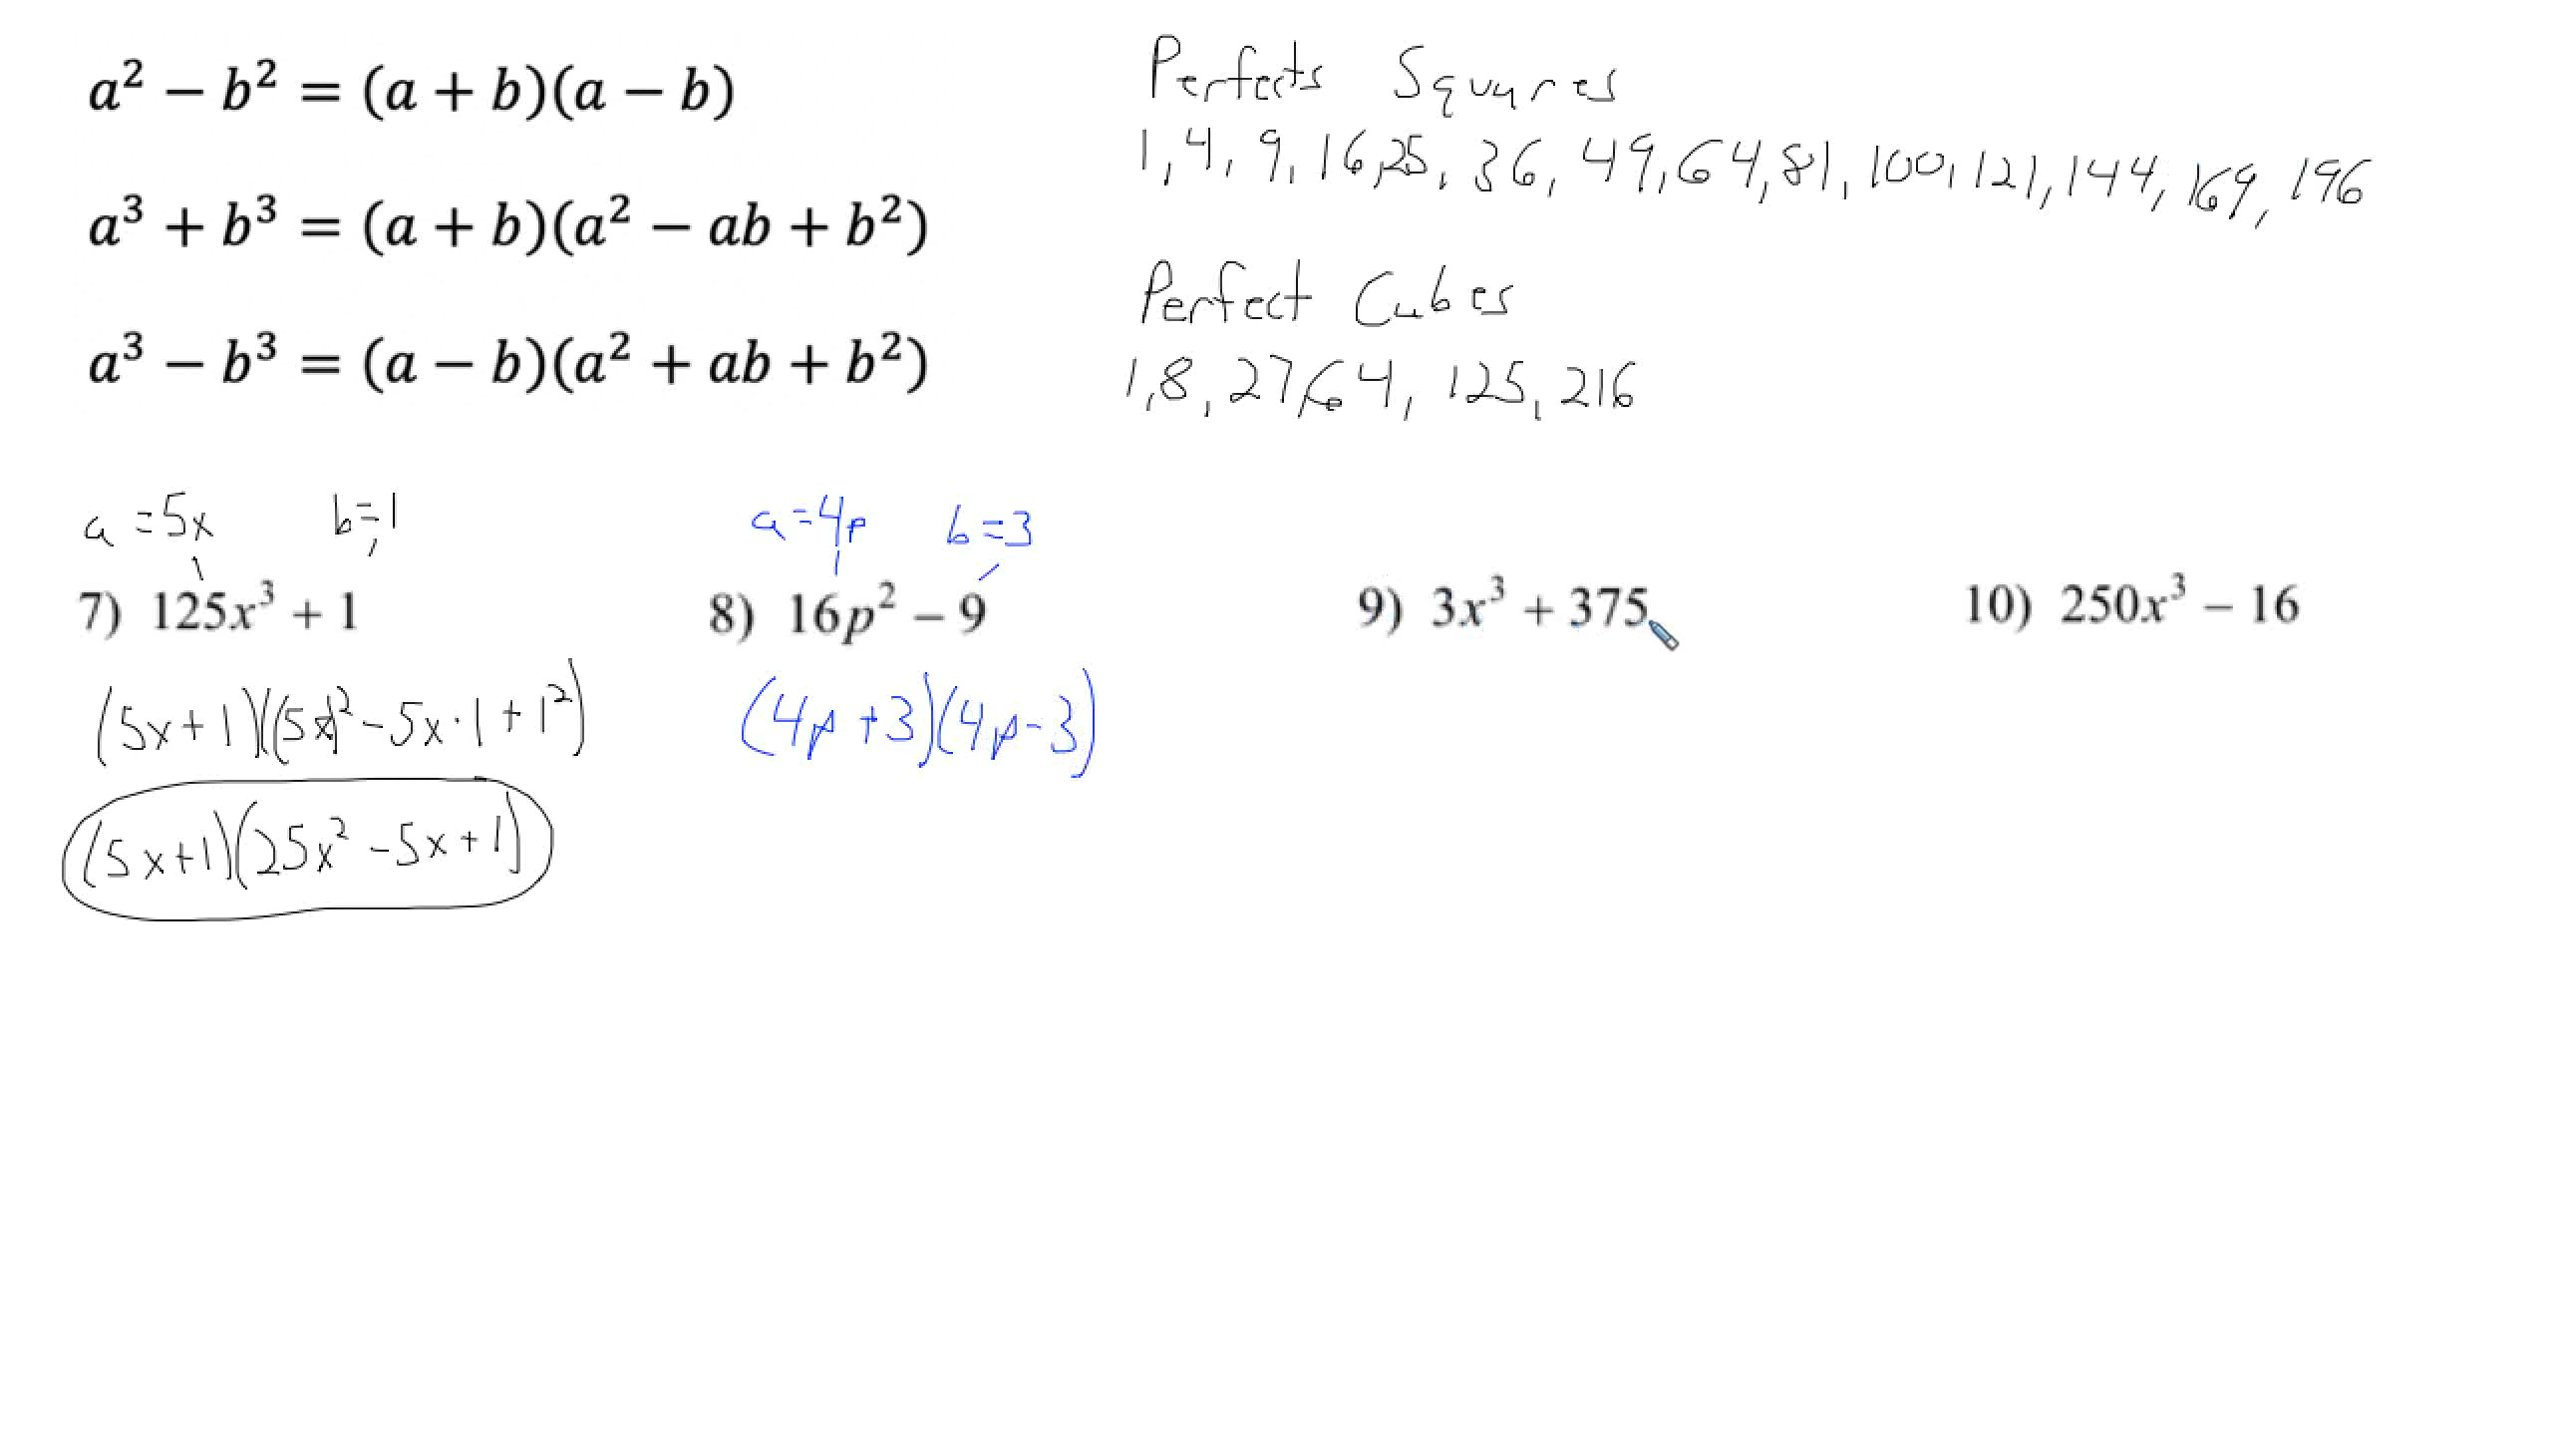 a² − b² = (a + b)(a − b)
a³ + b³ = (a + b)(a² − ab + b²)
a³ − b³ = (a − b)(a² + ab + b²)
Perfects Squares
1, 4, 9, 16, 25, 36, 49, 64, 81, 100, 121, 144, 169, 196
Perfect Cubes
1, 8, 27, 64, 125, 216
a = 5x b = 1
7) 125x³ + 1
(5x + 1)((5x)² − 5x · 1 + 1²)
(5x + 1)(25x² − 5x + 1)
a = 4p b = 3
8) 16p² − 9
(4p + 3)(4p − 3)
9) 3x³ + 375
10) 250x³ − 16